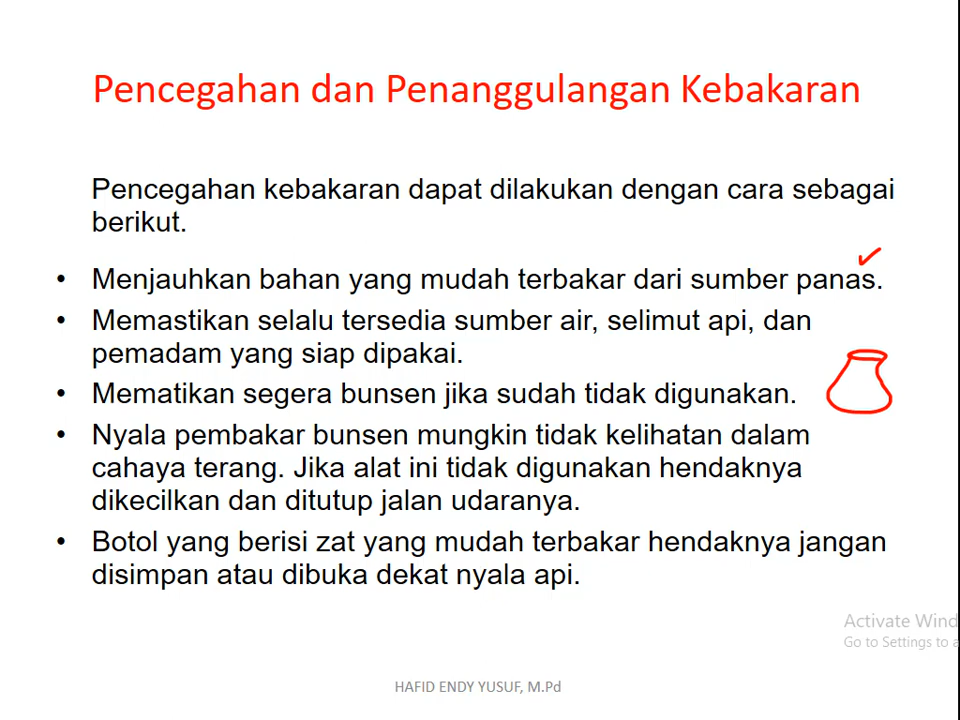 Pencegahan dan Penanggulangan Kebakaran
Pencegahan kebakaran dapat dilakukan dengan cara sebagai
berikut.
• Menjauhkan bahan yang mudah terbakar dari sumber panas.
• Memastikan selalu tersedia sumber air, selimut api, dan
pemadam yang siap dipakai.
• Mematikan segera bunsen jika sudah tidak digunakan.
• Nyala pembakar bunsen mungkin tidak kelihatan dalam
cahaya terang. Jika alat ini tidak digunakan hendaknya
dikecilkan dan ditutup jalan udaranya.
• Botol yang berisi zat yang mudah terbakar hendaknya jangan
disimpan atau dibuka dekat nyala api.
Activate Wind
Go to Settings to a
HAFID ENDY YUSUF, M.Pd